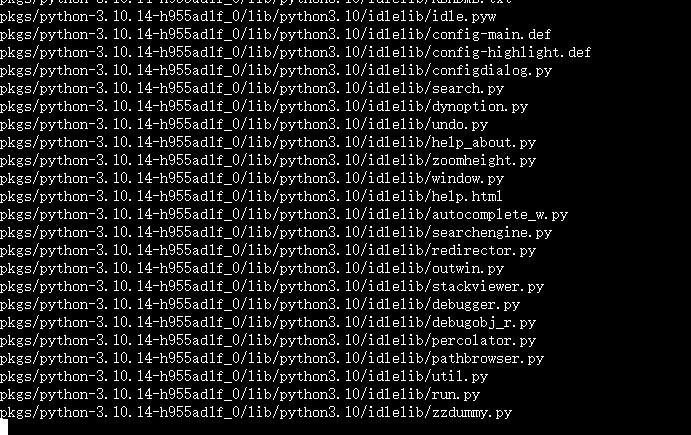 pkgs/python-3.10.14-h955ad1f_0/lib/python3.10/idlelib/README.txt
pkgs/python-3.10.14-h955ad1f_0/lib/python3.10/idlelib/idle.pyw
pkgs/python-3.10.14-h955ad1f_0/lib/python3.10/idlelib/config-main.def
pkgs/python-3.10.14-h955ad1f_0/lib/python3.10/idlelib/config-highlight.def
pkgs/python-3.10.14-h955ad1f_0/lib/python3.10/idlelib/configdialog.py
pkgs/python-3.10.14-h955ad1f_0/lib/python3.10/idlelib/search.py
pkgs/python-3.10.14-h955ad1f_0/lib/python3.10/idlelib/dynoption.py
pkgs/python-3.10.14-h955ad1f_0/lib/python3.10/idlelib/undo.py
pkgs/python-3.10.14-h955ad1f_0/lib/python3.10/idlelib/help_about.py
pkgs/python-3.10.14-h955ad1f_0/lib/python3.10/idlelib/zoomheight.py
pkgs/python-3.10.14-h955ad1f_0/lib/python3.10/idlelib/window.py
pkgs/python-3.10.14-h955ad1f_0/lib/python3.10/idlelib/help.html
pkgs/python-3.10.14-h955ad1f_0/lib/python3.10/idlelib/autocomplete_w.py
pkgs/python-3.10.14-h955ad1f_0/lib/python3.10/idlelib/searchengine.py
pkgs/python-3.10.14-h955ad1f_0/lib/python3.10/idlelib/redirector.py
pkgs/python-3.10.14-h955ad1f_0/lib/python3.10/idlelib/outwin.py
pkgs/python-3.10.14-h955ad1f_0/lib/python3.10/idlelib/stackviewer.py
pkgs/python-3.10.14-h955ad1f_0/lib/python3.10/idlelib/debugger.py
pkgs/python-3.10.14-h955ad1f_0/lib/python3.10/idlelib/debugobj_r.py
pkgs/python-3.10.14-h955ad1f_0/lib/python3.10/idlelib/percolator.py
pkgs/python-3.10.14-h955ad1f_0/lib/python3.10/idlelib/pathbrowser.py
pkgs/python-3.10.14-h955ad1f_0/lib/python3.10/idlelib/util.py
pkgs/python-3.10.14-h955ad1f_0/lib/python3.10/idlelib/run.py
pkgs/python-3.10.14-h955ad1f_0/lib/python3.10/idlelib/zzdummy.py